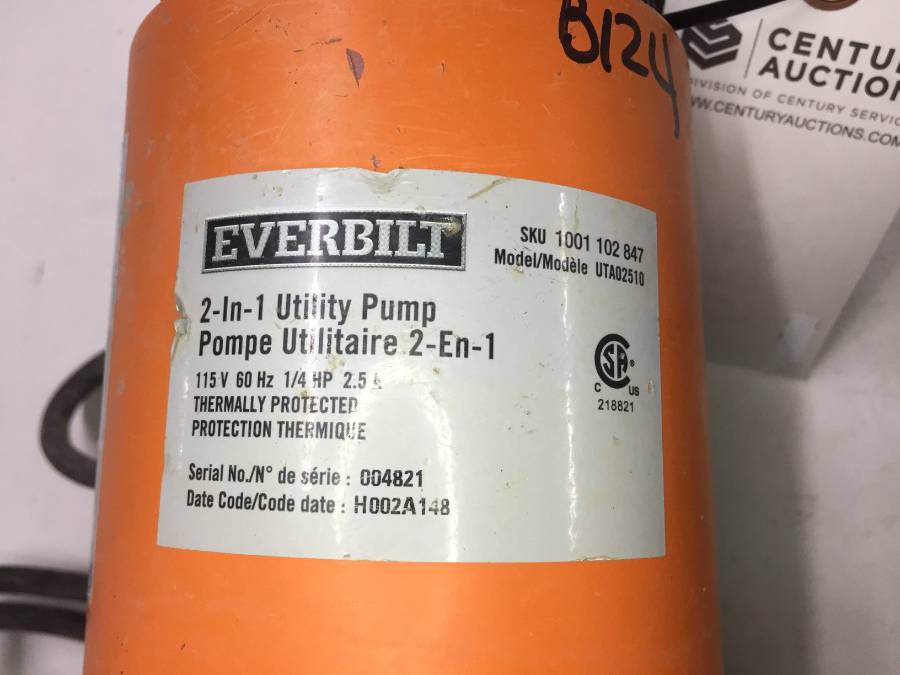 B124
CENTU
AUCTION
DIVISION OF CENTURY SERVIC
WWW.CENTURYAUCTIONS.COM
EVERBILT
SKU 1001 102 847
Model/Modèle UTA02510
2-In-1 Utility Pump
Pompe Utilitaire 2-En-1
115 V 60 Hz 1/4 HP 2.5 A
THERMALLY PROTECTED
PROTECTION THERMIQUE
CSA®
C US
218821
Serial No./N° de série : 004821
Date Code/Code date : H002A148